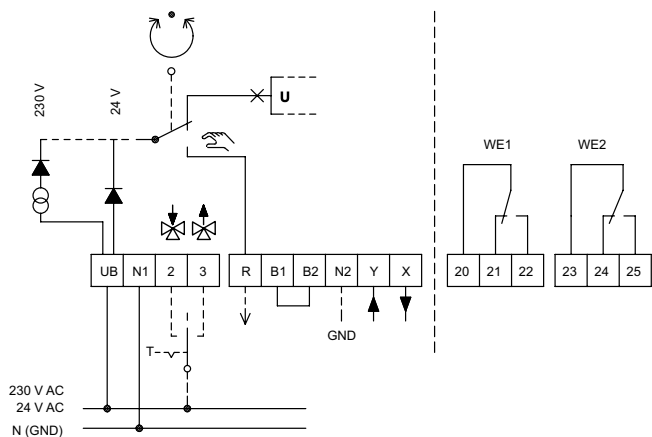 230 V
24 V
U
WE1
WE2
UB N1 2 3 R B1 B2 N2 Y X
20 21 22 23 24 25
GND
T
230 V AC
24 V AC
N (GND)